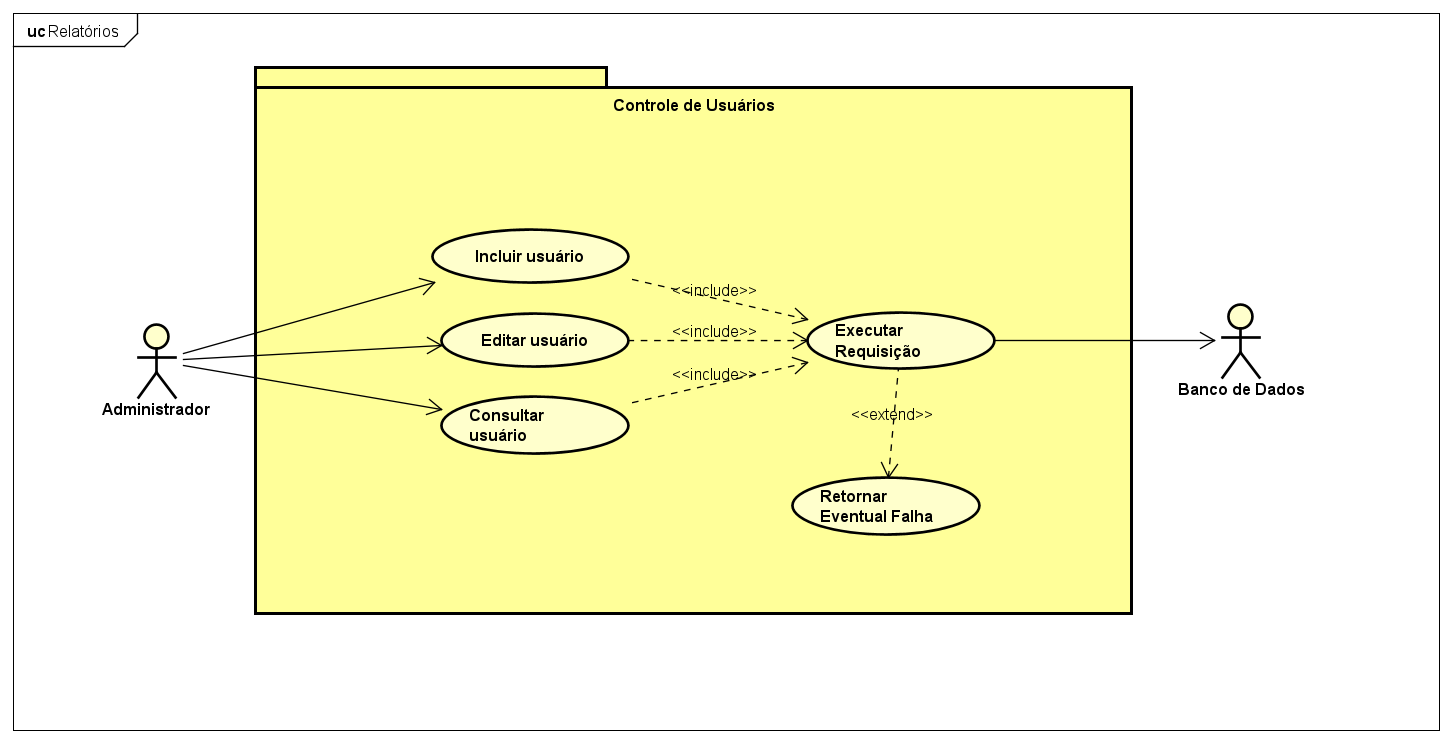 uc Relatórios
Controle de Usuários
Incluir usuário
<<include>>
Editar usuário
<<include>>
Executar
Requisição
<<include>>
Consultar
usuário
Administrador
Banco de Dados
<<extend>>
Retornar
Eventual Falha